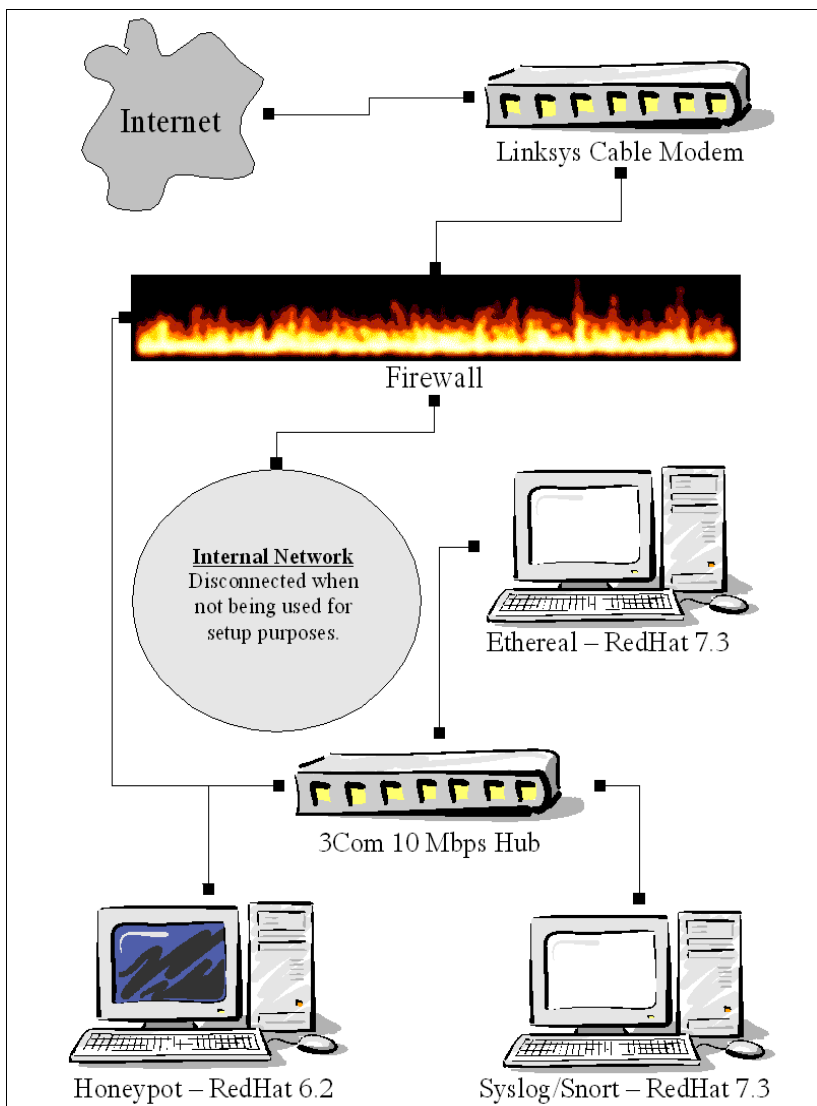 Internet
Linksys Cable Modem
Firewall
Internal Network
Disconnected when
not being used for
setup purposes.
Ethereal – RedHat 7.3
3Com 10 Mbps Hub
Honeypot – RedHat 6.2
Syslog/Snort – RedHat 7.3